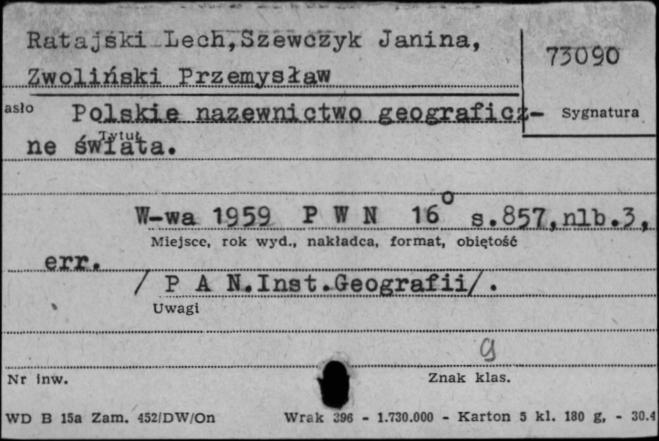 Ratajski Lech, Szewczyk Janina,
73090
Zwoliński Przemysław
asło Polskie nazewnictwo geograficz-
Sygnatura
Tytuł
ne świata.
W-wa 1959 P W N 16° s.857, nlb.3,
Miejsce, rok wyd., nakładca, format, obiętość
err.
/ P A N.Inst.Geografii/.
Uwagi
g
Nr inw.
Znak klas.
WD B 15a Zam. 452/DW/On Wrak 396 - 1.730.000 - Karton 5 kl. 180 g, - 30.4